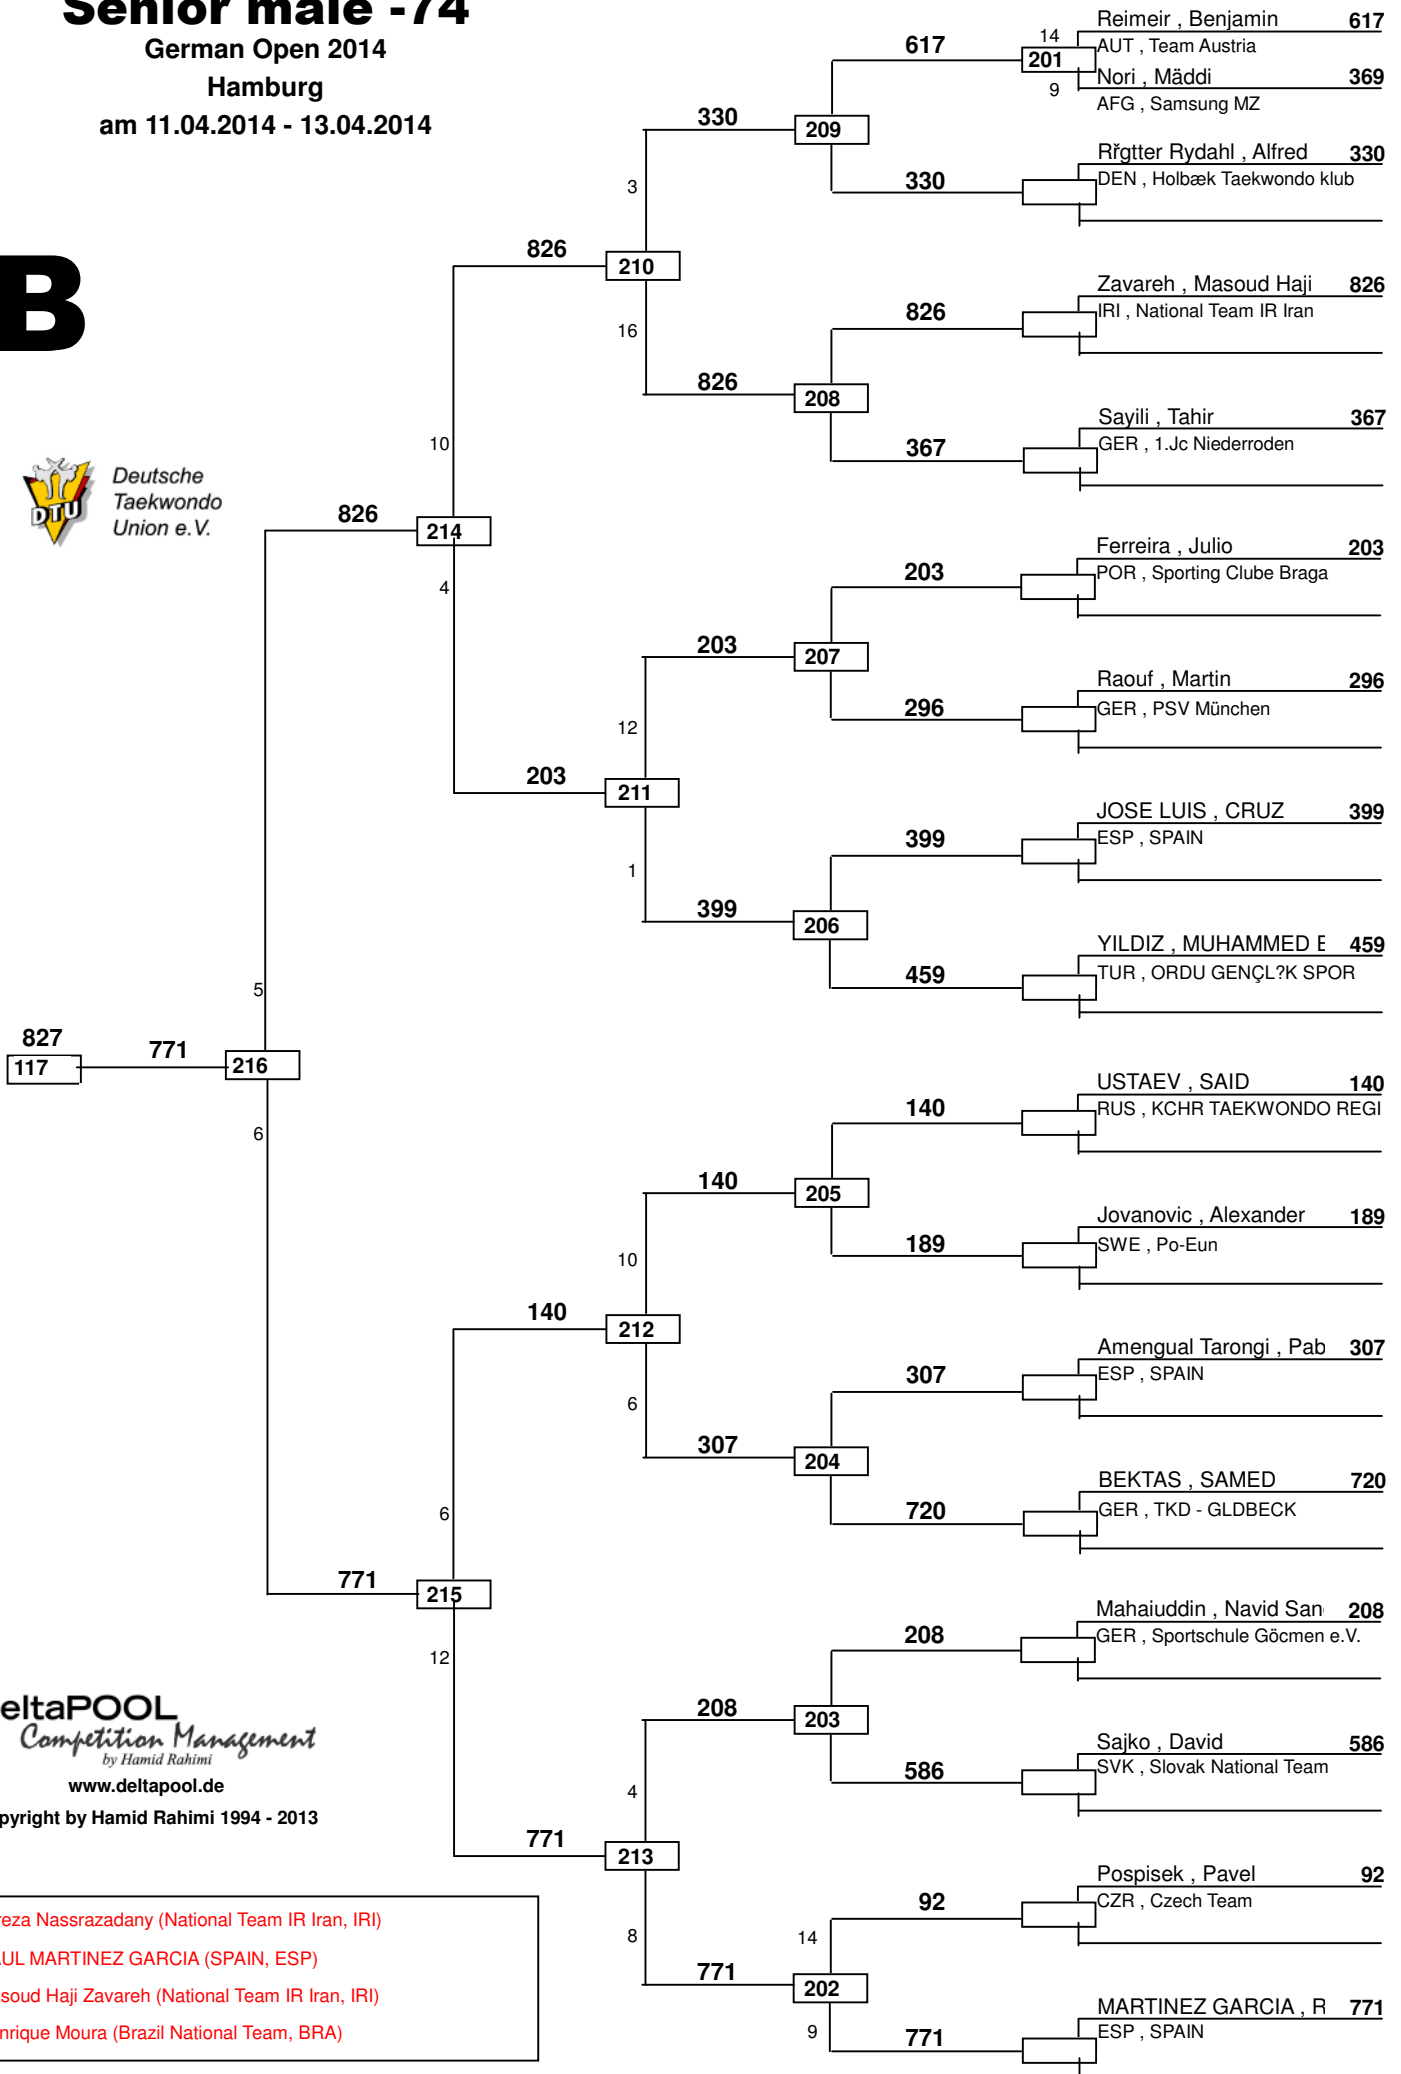 Senior male -74
German Open 2014
Hamburg
am 11.04.2014 - 13.04.2014
B
Deutsche
Taekwondo
Union e.V.
DTU
Reimeir , Benjamin 617
AUT , Team Austria
14
201
9
Nori , Mäddi 369
AFG , Samsung MZ
617
209
330
Rřgtter Rydahl , Alfred 330
DEN , Holbæk Taekwondo klub
330
3
210
16
826
Zavareh , Masoud Haji 826
IRI , National Team IR Iran
826
208
826
367
Sayili , Tahir 367
GER , 1.Jc Niederroden
10
826
214
4
Ferreira , Julio 203
POR , Sporting Clube Braga
203
203
207
296
Raouf , Martin 296
GER , PSV München
12
203
211
1
JOSE LUIS , CRUZ 399
ESP , SPAIN
399
399
206
459
YILDIZ , MUHAMMED E 459
TUR , ORDU GENÇL?K SPOR
5
827
117
771
216
6
USTAEV , SAID 140
RUS , KCHR TAEKWONDO REGI
140
140
205
189
Jovanovic , Alexander 189
SWE , Po-Eun
10
140
212
6
Amengual Tarongi , Pab 307
ESP , SPAIN
307
307
204
720
BEKTAS , SAMED 720
GER , TKD - GLDBECK
6
771
215
12
Mahaiuddin , Navid San 208
GER , Sportschule Göcmen e.V.
208
208
203
586
Sajko , David 586
SVK , Slovak National Team
4
771
213
8
Pospisek , Pavel 92
CZR , Czech Team
92
14
771
202
9
771
MARTINEZ GARCIA , R 771
ESP , SPAIN
eltaPOOL
Competition Management
by Hamid Rahimi
www.deltapool.de
pyright by Hamid Rahimi 1994 - 2013
reza Nassrazadany (National Team IR Iran, IRI)
AUL MARTINEZ GARCIA (SPAIN, ESP)
soud Haji Zavareh (National Team IR Iran, IRI)
nrique Moura (Brazil National Team, BRA)